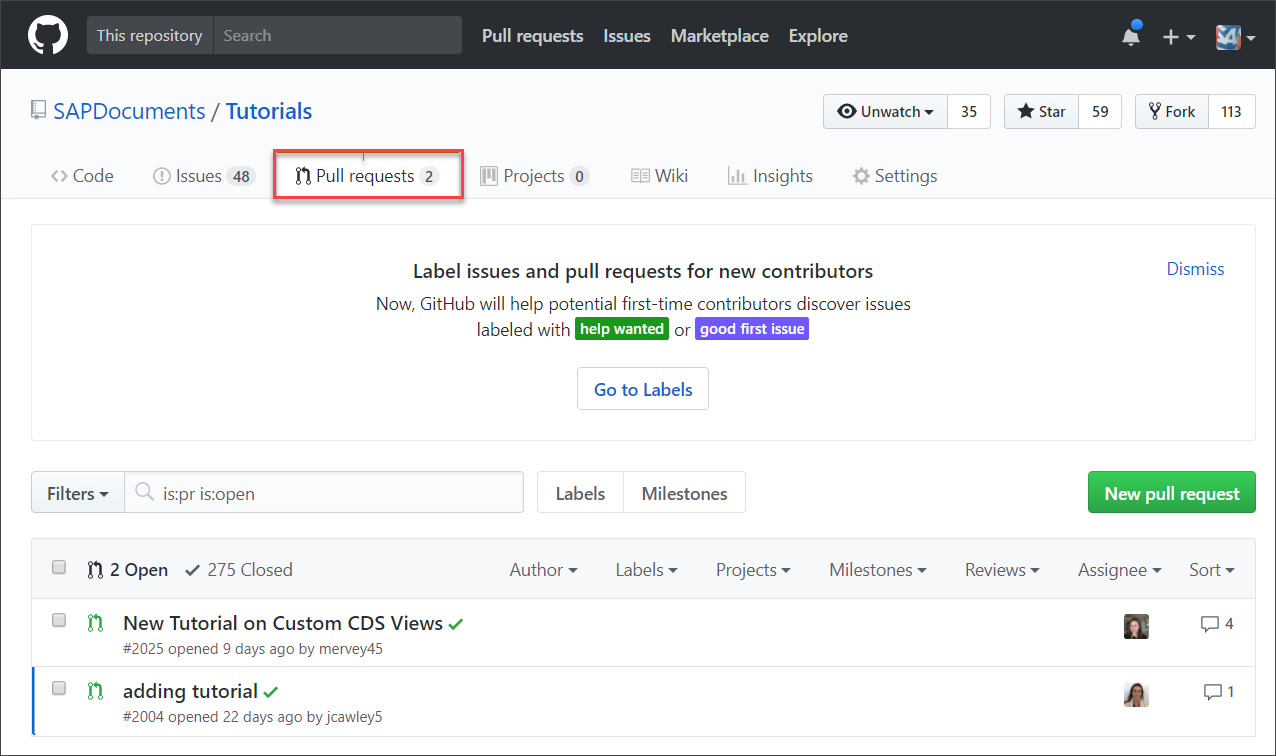 This repository Search Pull requests Issues Marketplace Explore
SAPDocuments / Tutorials Unwatch 35 Star 59 Fork 113
Code Issues 48 Pull requests 2 Projects 0 Wiki Insights Settings
Label issues and pull requests for new contributors
Dismiss
Now, GitHub will help potential first-time contributors discover issues
labeled with help wanted or good first issue
Go to Labels
Filters is:pr is:open Labels Milestones New pull request
2 Open 275 Closed Author Labels Projects Milestones Reviews Assignee Sort
New Tutorial on Custom CDS Views 4
#2025 opened 9 days ago by mervey45
adding tutorial 1
#2004 opened 22 days ago by jcawley5